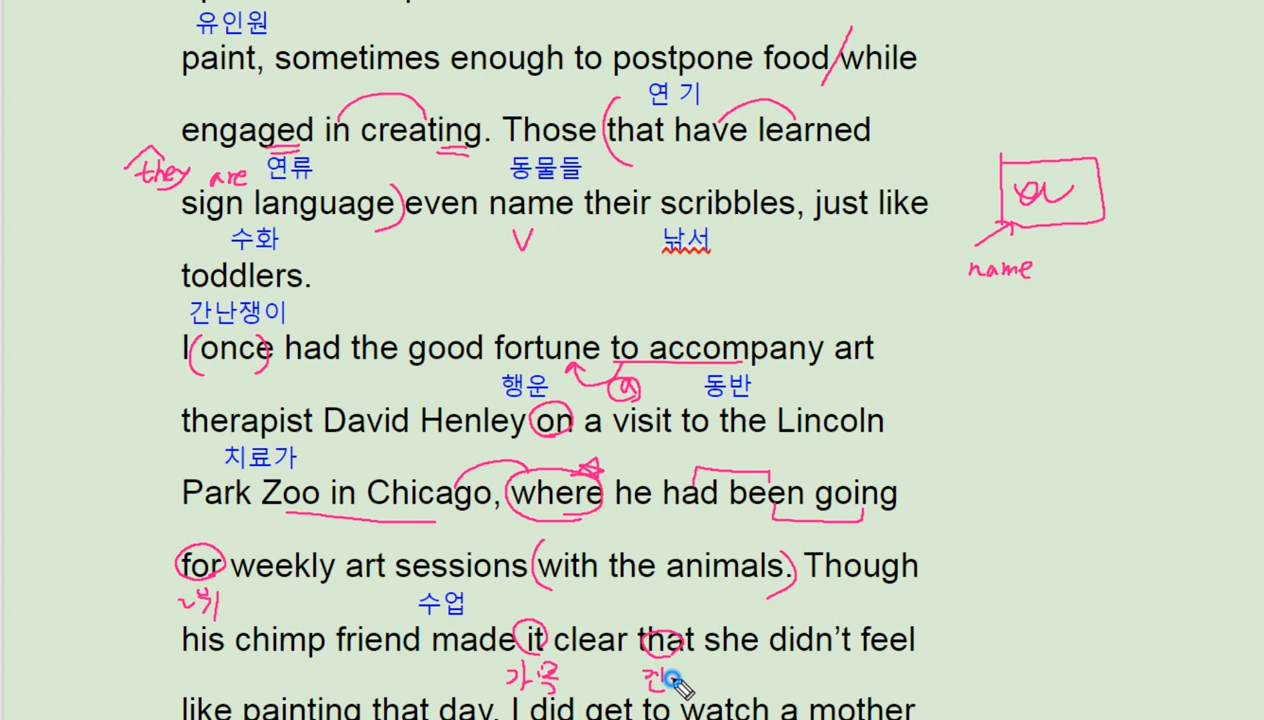 유인원
paint, sometimes enough to postpone food while
연 기
engaged in creating. Those that have learned
they are 연류 동물들
sign language even name their scribbles, just like
a
수화 V 낚서
name
toddlers.
간난쟁이
I once had the good fortune to accompany art
행운 a 동반
therapist David Henley on a visit to the Lincoln
치료가
Park Zoo in Chicago, where he had been going
for weekly art sessions with the animals. Though
수업
his chimp friend made it clear that she didn't feel
가목 진
like painting that day, I did get to watch a mother